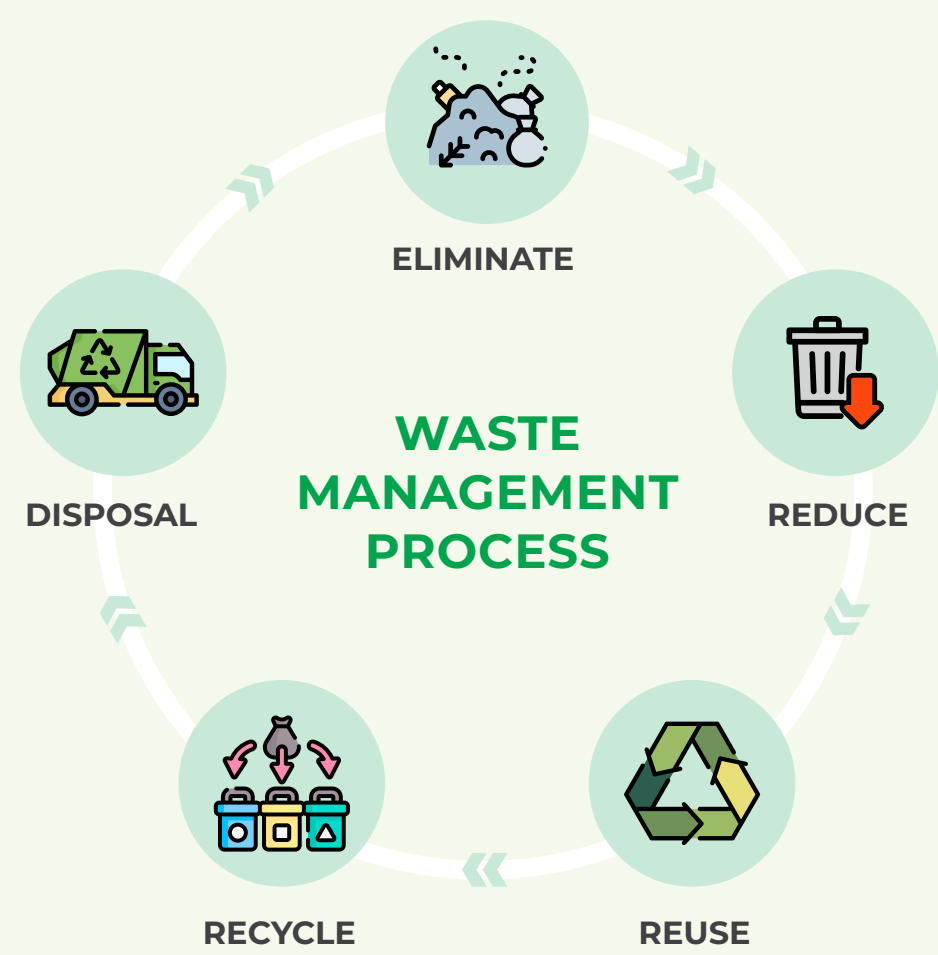 ELIMINATE
DISPOSAL
REDUCE
WASTE
MANAGEMENT
PROCESS
RECYCLE
REUSE